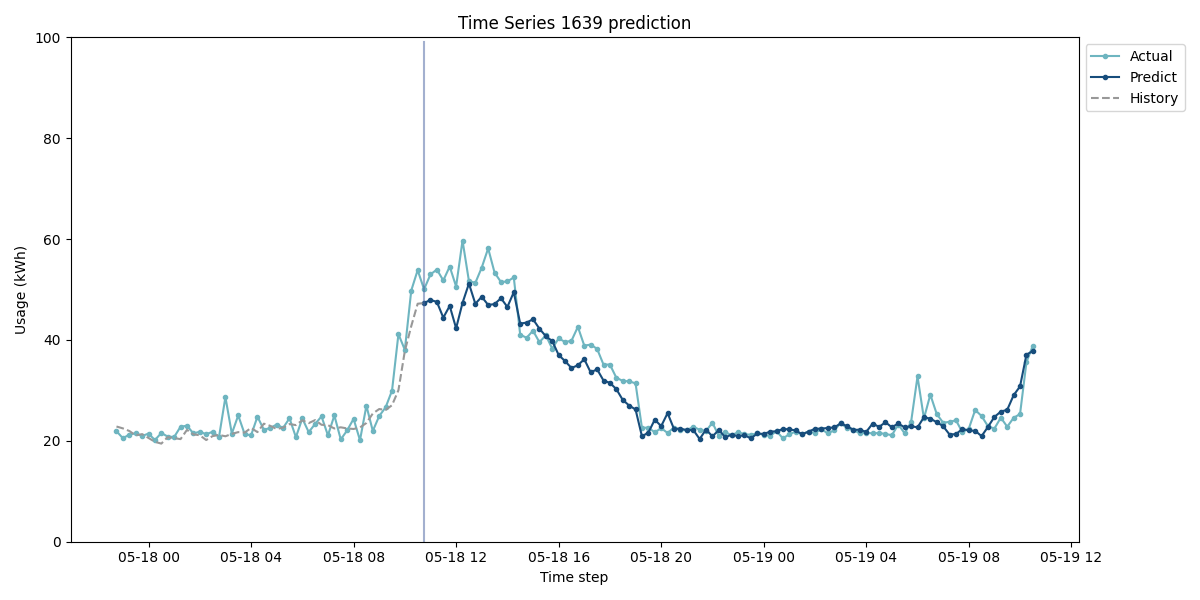 Time Series 1639 prediction
100
80
60
40
20
0
Usage (kWh)
05-18 00
05-18 04
05-18 08
05-18 12
05-18 16
05-18 20
05-19 00
05-19 04
05-19 08
05-19 12
Time step
Actual
Predict
History